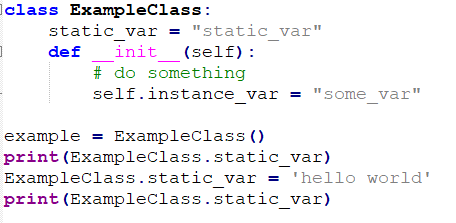 class ExampleClass:
    static_var = "static_var"
    def __init__(self):
        # do something
        self.instance_var = "some_var"

example = ExampleClass()
print(ExampleClass.static_var)
ExampleClass.static_var = 'hello world'
print(ExampleClass.static_var)